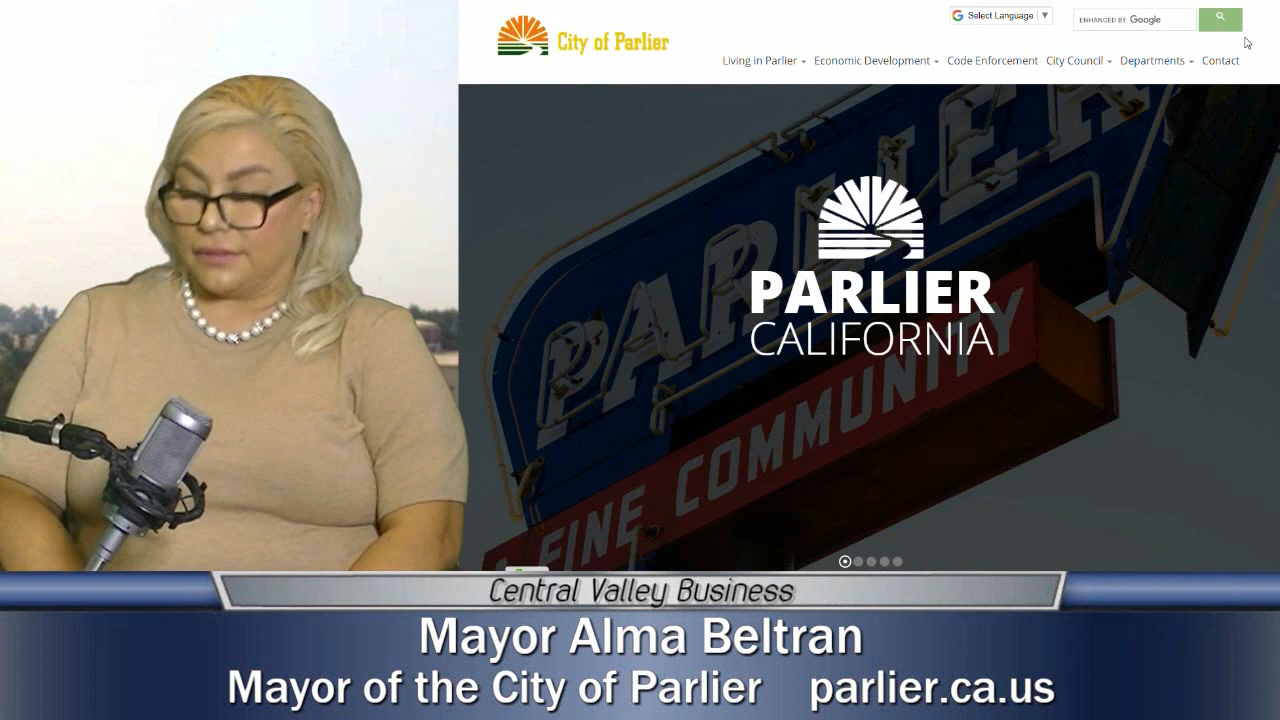 Select Language
ENHANCED BY Google
City of Parlier
Living in Parlier Economic Development Code Enforcement City Council Departments Contact
PARLIER
PARLIER
CALIFORNIA
A FINE COMMUNITY
Central Valley Business
Mayor Alma Beltran
Mayor of the City of Parlier parlier.ca.us